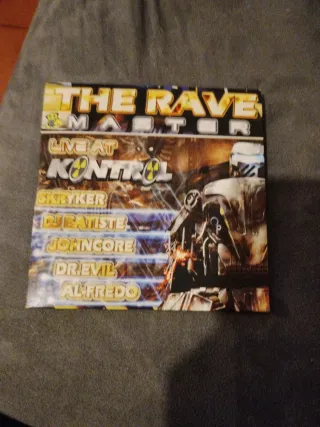 THE RAVE
MASTER
LIVE AT
KONTROL
SKRYKER
DJ BATISTE
JOHNCORE
DR.EVIL
AL-FREDO